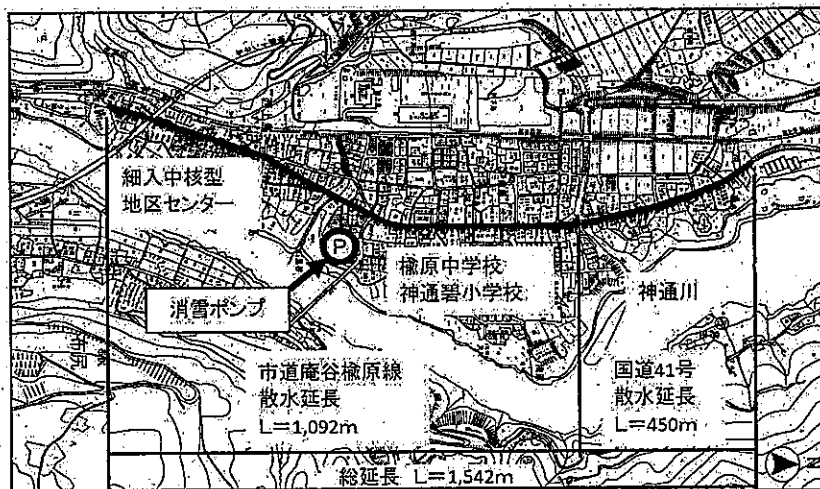 細入中核型
地区センター
P
消雪ポンプ
楡原中学校
神通碧小学校
神通川
市道庵谷楡原線
散水延長
L=1,092m
国道41号
散水延長
L=450m
総延長 L=1,542m
N